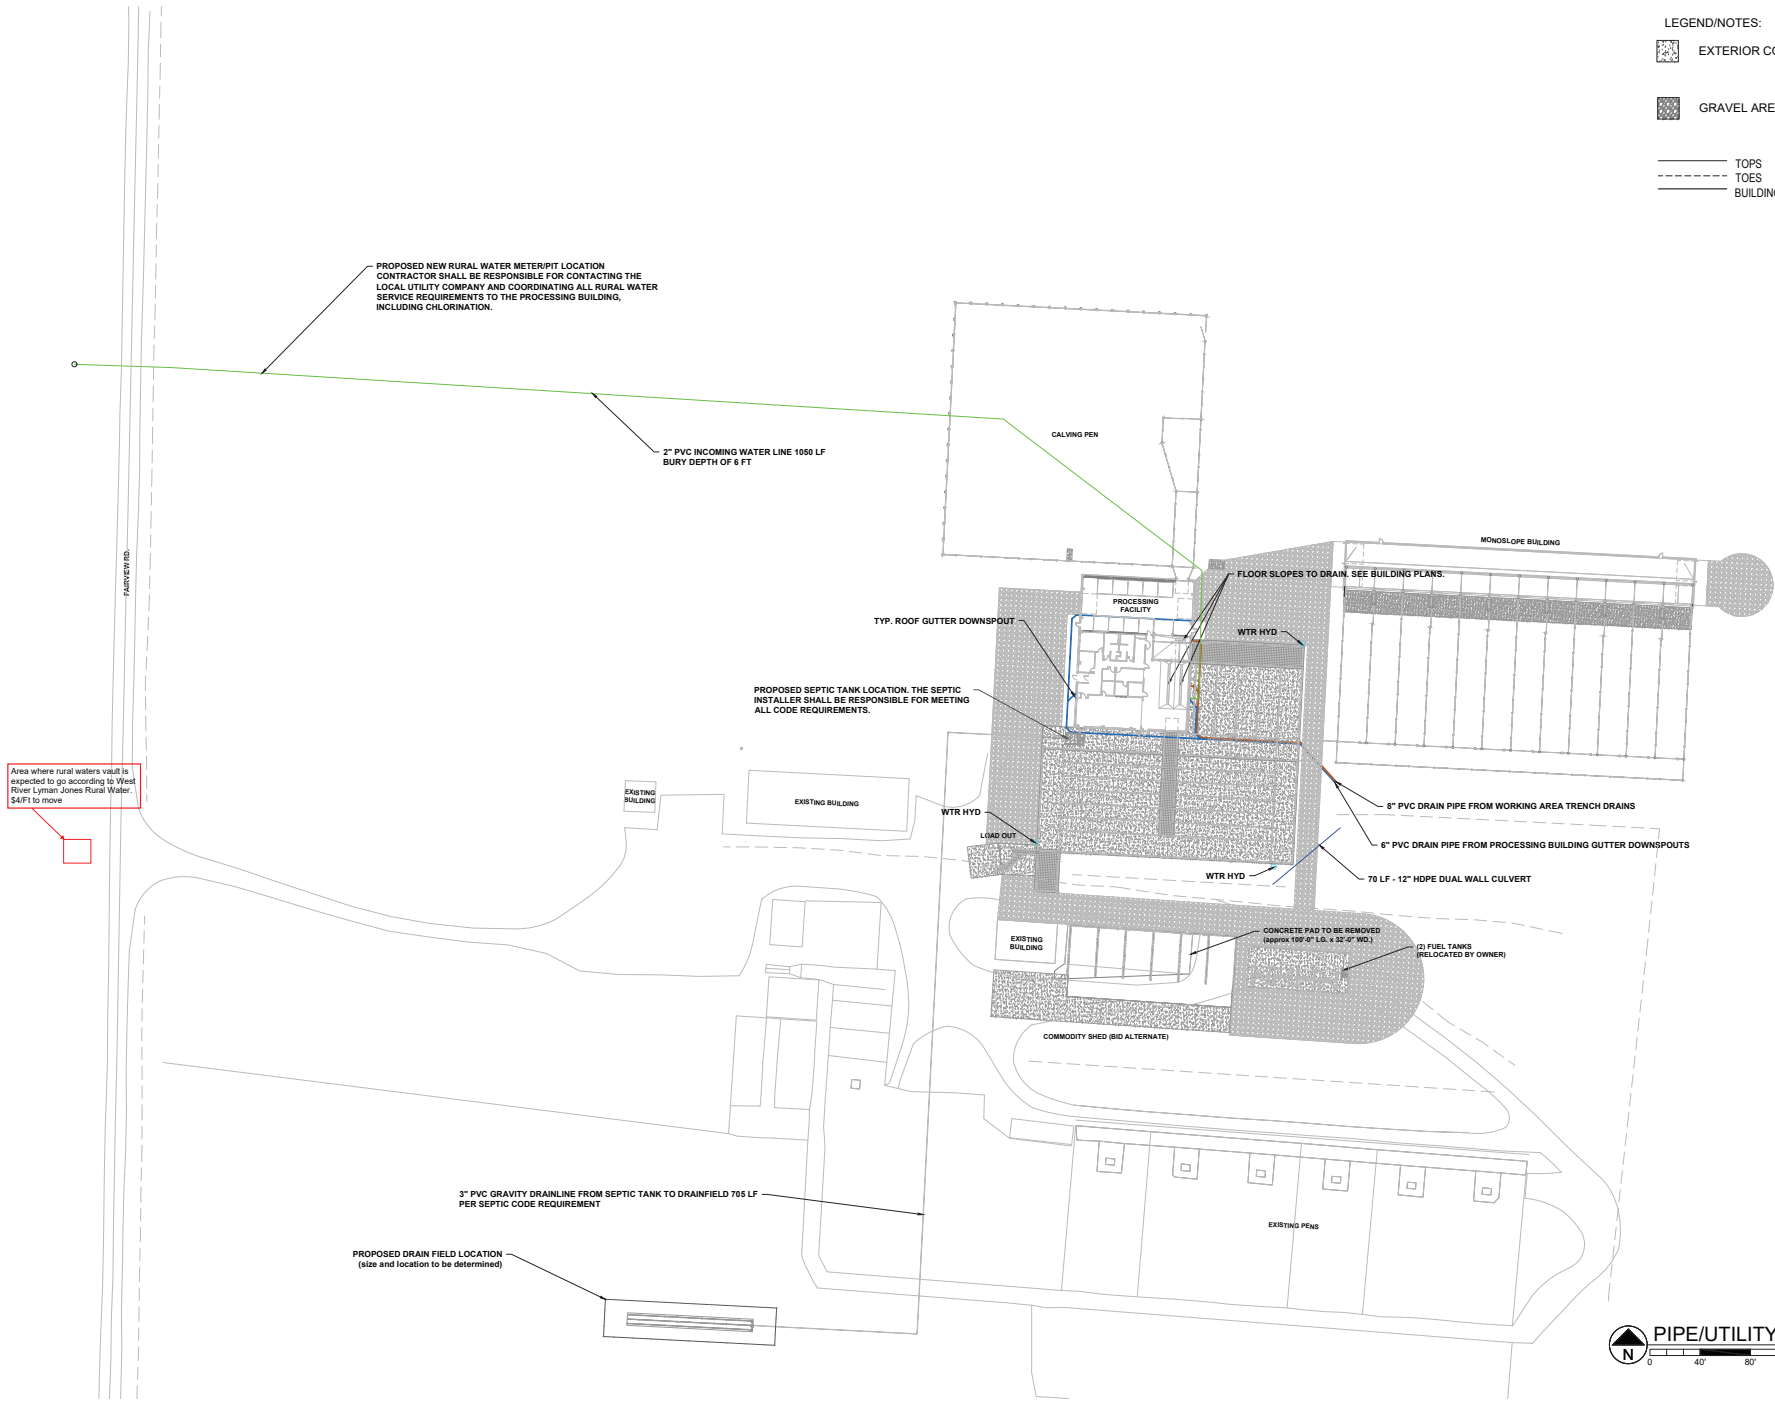 LEGEND/NOTES:
EXTERIOR CO
GRAVEL ARE
TOPS
TOES
BUILDING
PROPOSED NEW RURAL WATER METER/PIT LOCATION
CONTRACTOR SHALL BE RESPONSIBLE FOR CONTACTING THE
LOCAL UTILITY COMPANY AND COORDINATING ALL RURAL WATER
SERVICE REQUIREMENTS TO THE PROCESSING BUILDING,
INCLUDING CHLORINATION.
2" PVC INCOMING WATER LINE 1050 LF
BURY DEPTH OF 6 FT
CALVING PEN
FAIRVIEW RD.
MONOSLOPE BUILDING
FLOOR SLOPES TO DRAIN. SEE BUILDING PLANS.
PROCESSING
FACILITY
TYP. ROOF GUTTER DOWNSPOUT
WTR HYD
PROPOSED SEPTIC TANK LOCATION. THE SEPTIC
INSTALLER SHALL BE RESPONSIBLE FOR MEETING
ALL CODE REQUIREMENTS.
Area where rural waters vault is
expected to go according to West
River Lyman Jones Rural Water.
$4/Ft to move
EXISTING
BUILDING
EXISTING BUILDING
WTR HYD
LOAD OUT
8" PVC DRAIN PIPE FROM WORKING AREA TRENCH DRAINS
6" PVC DRAIN PIPE FROM PROCESSING BUILDING GUTTER DOWNSPOUTS
WTR HYD
70 LF - 12" HDPE DUAL WALL CULVERT
EXISTING
BUILDING
CONCRETE PAD TO BE REMOVED
(approx 100'-0" LG. x 32'-0" WD.)
(2) FUEL TANKS
(RELOCATED BY OWNER)
COMMODITY SHED (BID ALTERNATE)
3" PVC GRAVITY DRAINLINE FROM SEPTIC TANK TO DRAINFIELD 705 LF
PER SEPTIC CODE REQUIREMENT
EXISTING PENS
PROPOSED DRAIN FIELD LOCATION
(size and location to be determined)
N
PIPE/UTILITY
0 40' 80'